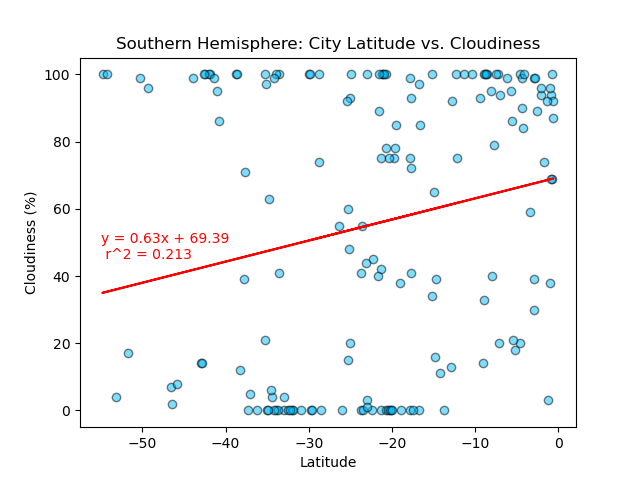 Southern Hemisphere: City Latitude vs. Cloudiness
100
80
60
40
20
0
Cloudiness (%)
y = 0.63x + 69.39
r^2 = 0.213
−50
−40
−30
−20
−10
0
Latitude